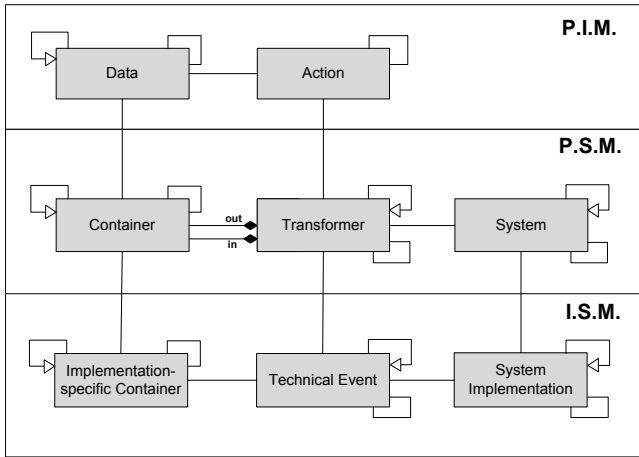 P.I.M.
Data
Action
P.S.M.
Container
out
in
Transformer
System
I.S.M.
Implementation-
specific Container
Technical Event
System
Implementation